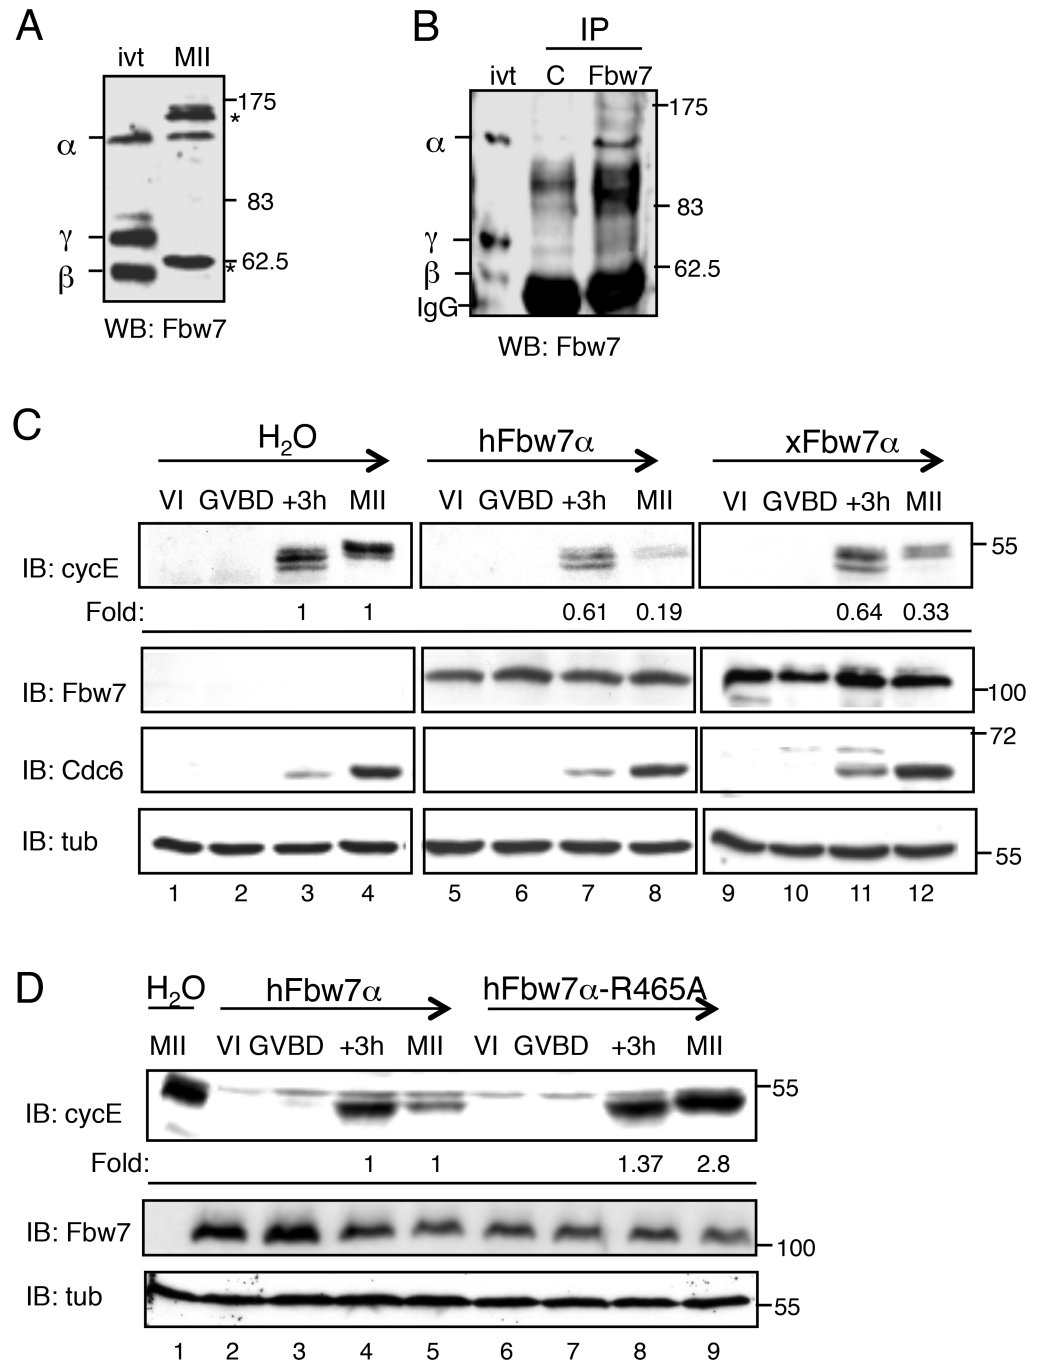 A
ivt MII
175
*
α
83
γ
62.5
*
β
WB: Fbw7
B
IP
ivt C Fbw7
175
α
83
γ
62.5
β
IgG
WB: Fbw7
C
H₂O hFbw7α xFbw7α
VI GVBD +3h MII VI GVBD +3h MII VI GVBD +3h MII
IB: cycE 55
Fold: 1 1 0.61 0.19 0.64 0.33
IB: Fbw7 100
72
IB: Cdc6
IB: tub 55
1 2 3 4 5 6 7 8 9 10 11 12
D
H₂O hFbw7α hFbw7α-R465A
MII VI GVBD +3h MII VI GVBD +3h MII
55
IB: cycE
Fold: 1 1 1.37 2.8
IB: Fbw7 100
IB: tub 55
1 2 3 4 5 6 7 8 9